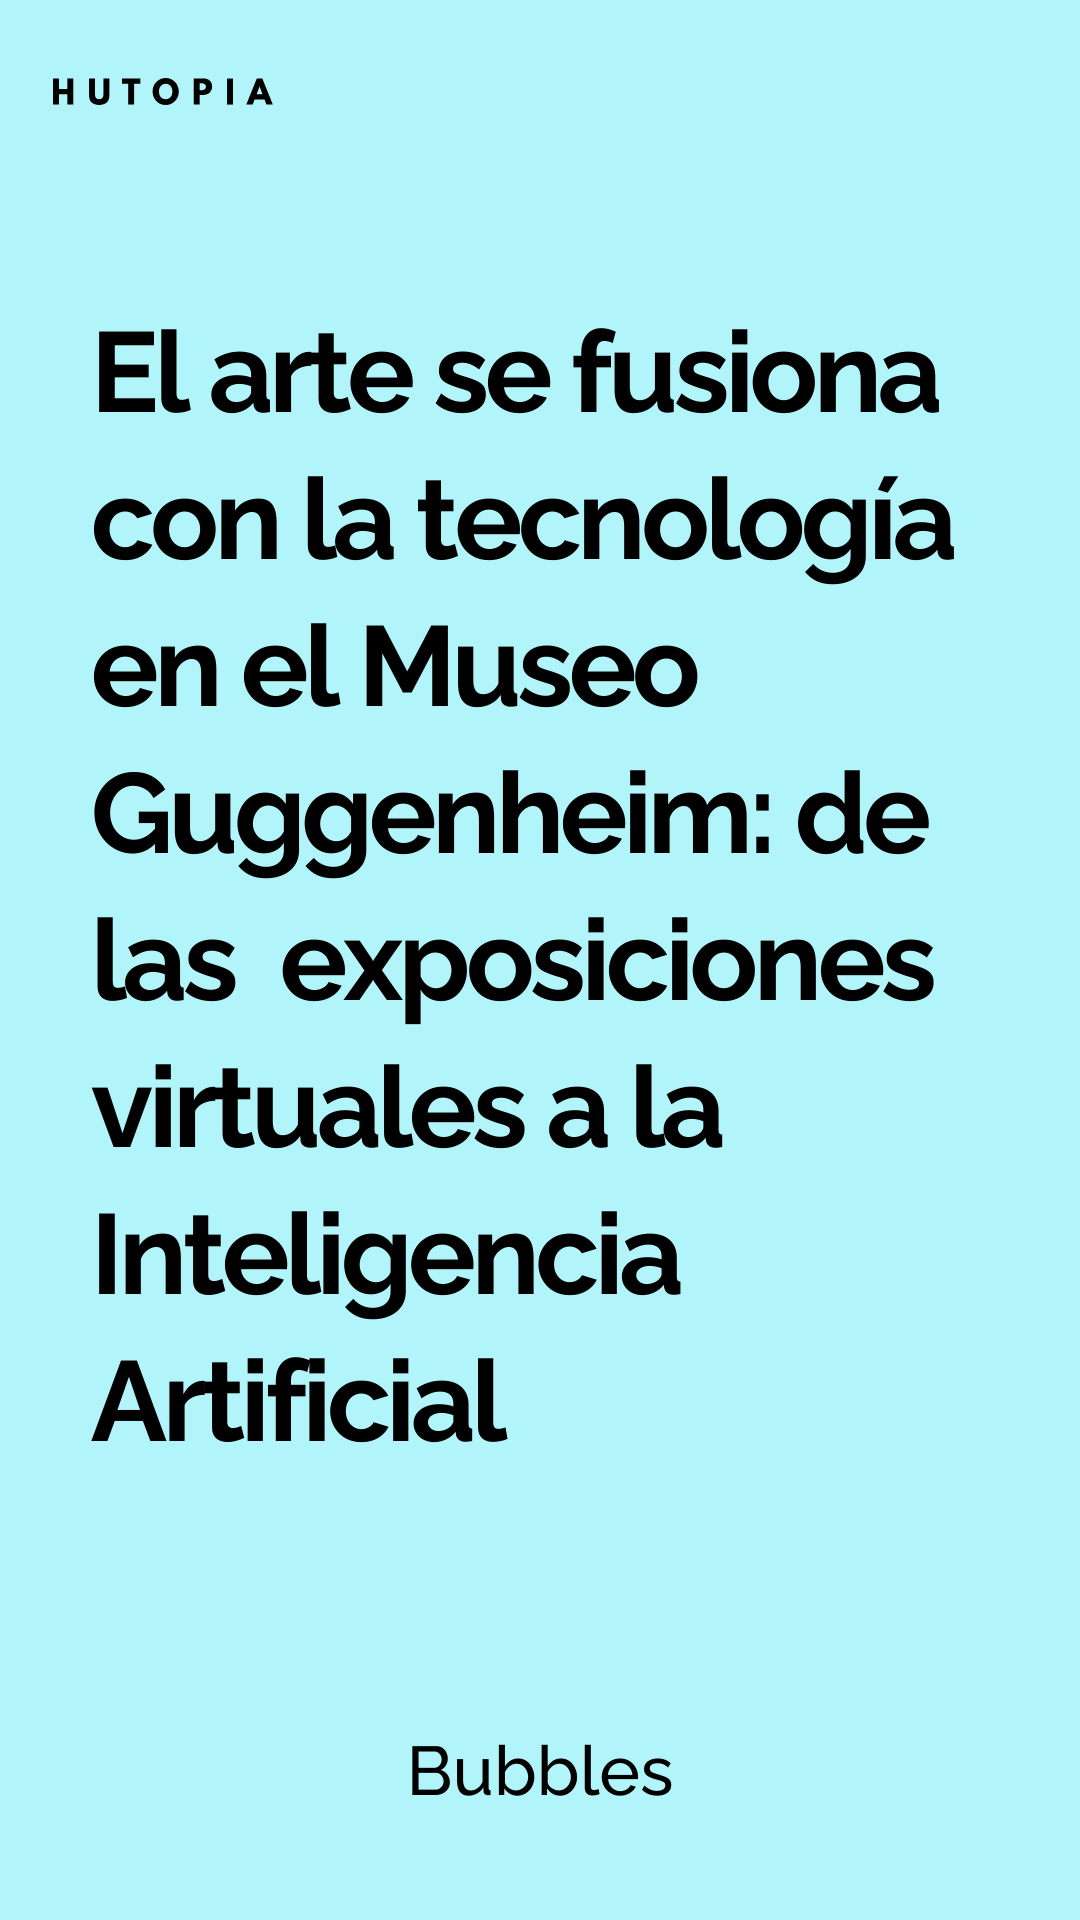 HUTOPIA
El arte se fusiona
con la tecnología
en el Museo
Guggenheim: de
las  exposiciones
virtuales a la
Inteligencia
Artificial
Bubbles